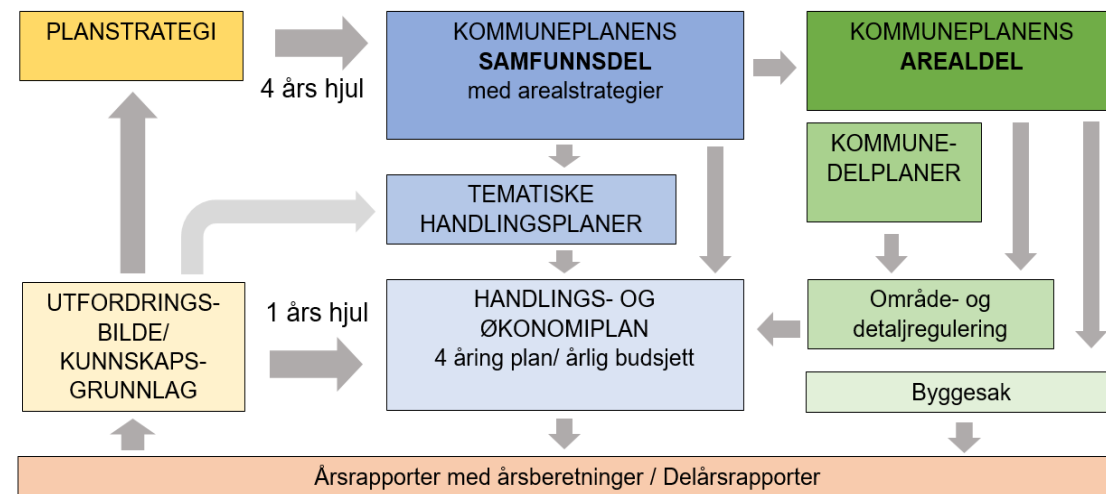 PLANSTRATEGI
4 års hjul
KOMMUNEPLANENS
SAMFUNNSDEL
med arealstrategier
KOMMUNEPLANENS
AREALDEL
KOMMUNE-
DELPLANER
TEMATISKE
HANDLINGSPLANER
UTFORDRINGS-
BILDE/
KUNNSKAPS-
GRUNNLAG
1 års hjul
HANDLINGS- OG
ØKONOMIPLAN
4 åring plan/ årlig budsjett
Område- og
detaljregulering
Byggesak
Årsrapporter med årsberetninger / Delårsrapporter